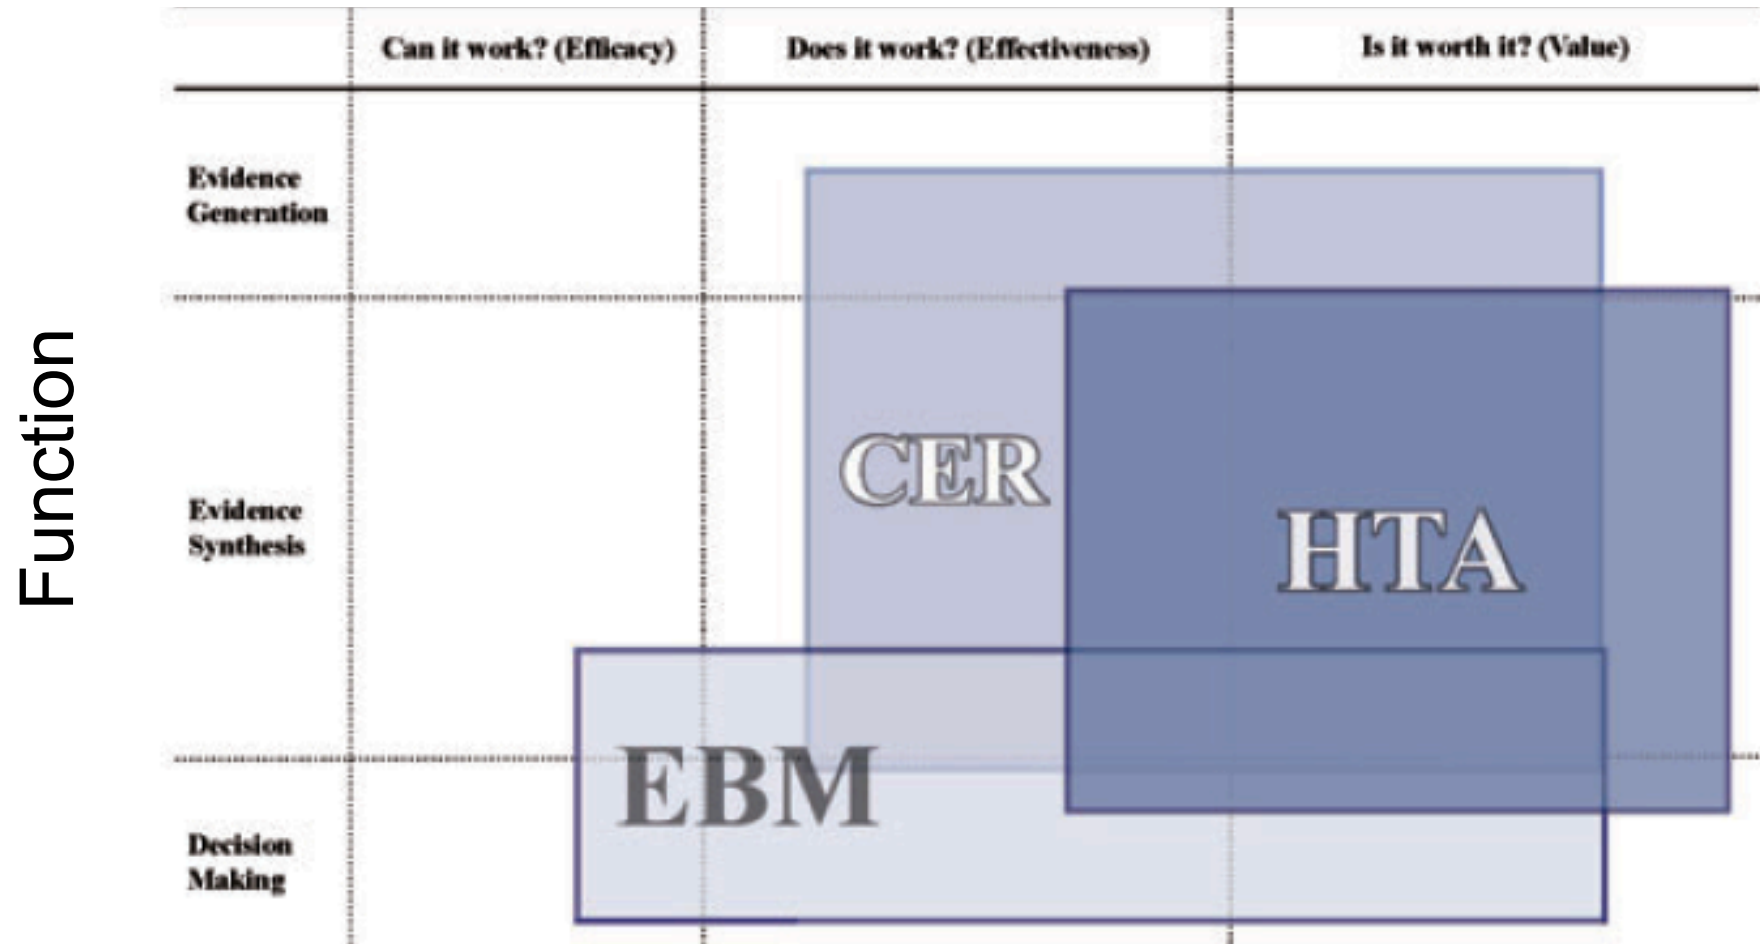 Can it work? (Efficacy)
Does it work? (Effectiveness)
Is it worth it? (Value)
Function
Evidence
Generation
Evidence
Synthesis
Decision
Making
CER
HTA
EBM